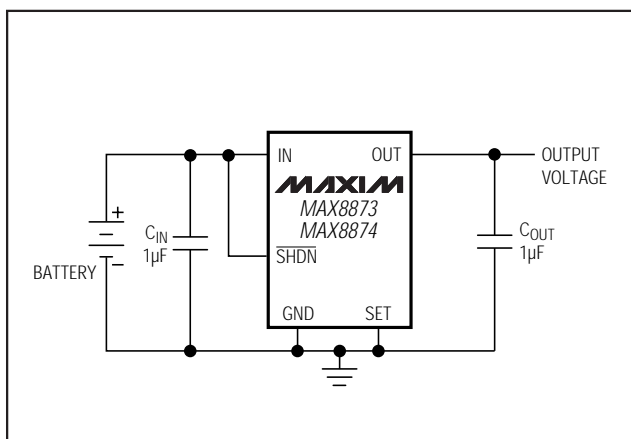 IN
OUT
MAXIM
MAX8873
MAX8874
SHDN
GND
SET
+
BATTERY
CIN
1µF
OUTPUT
VOLTAGE
COUT
1µF